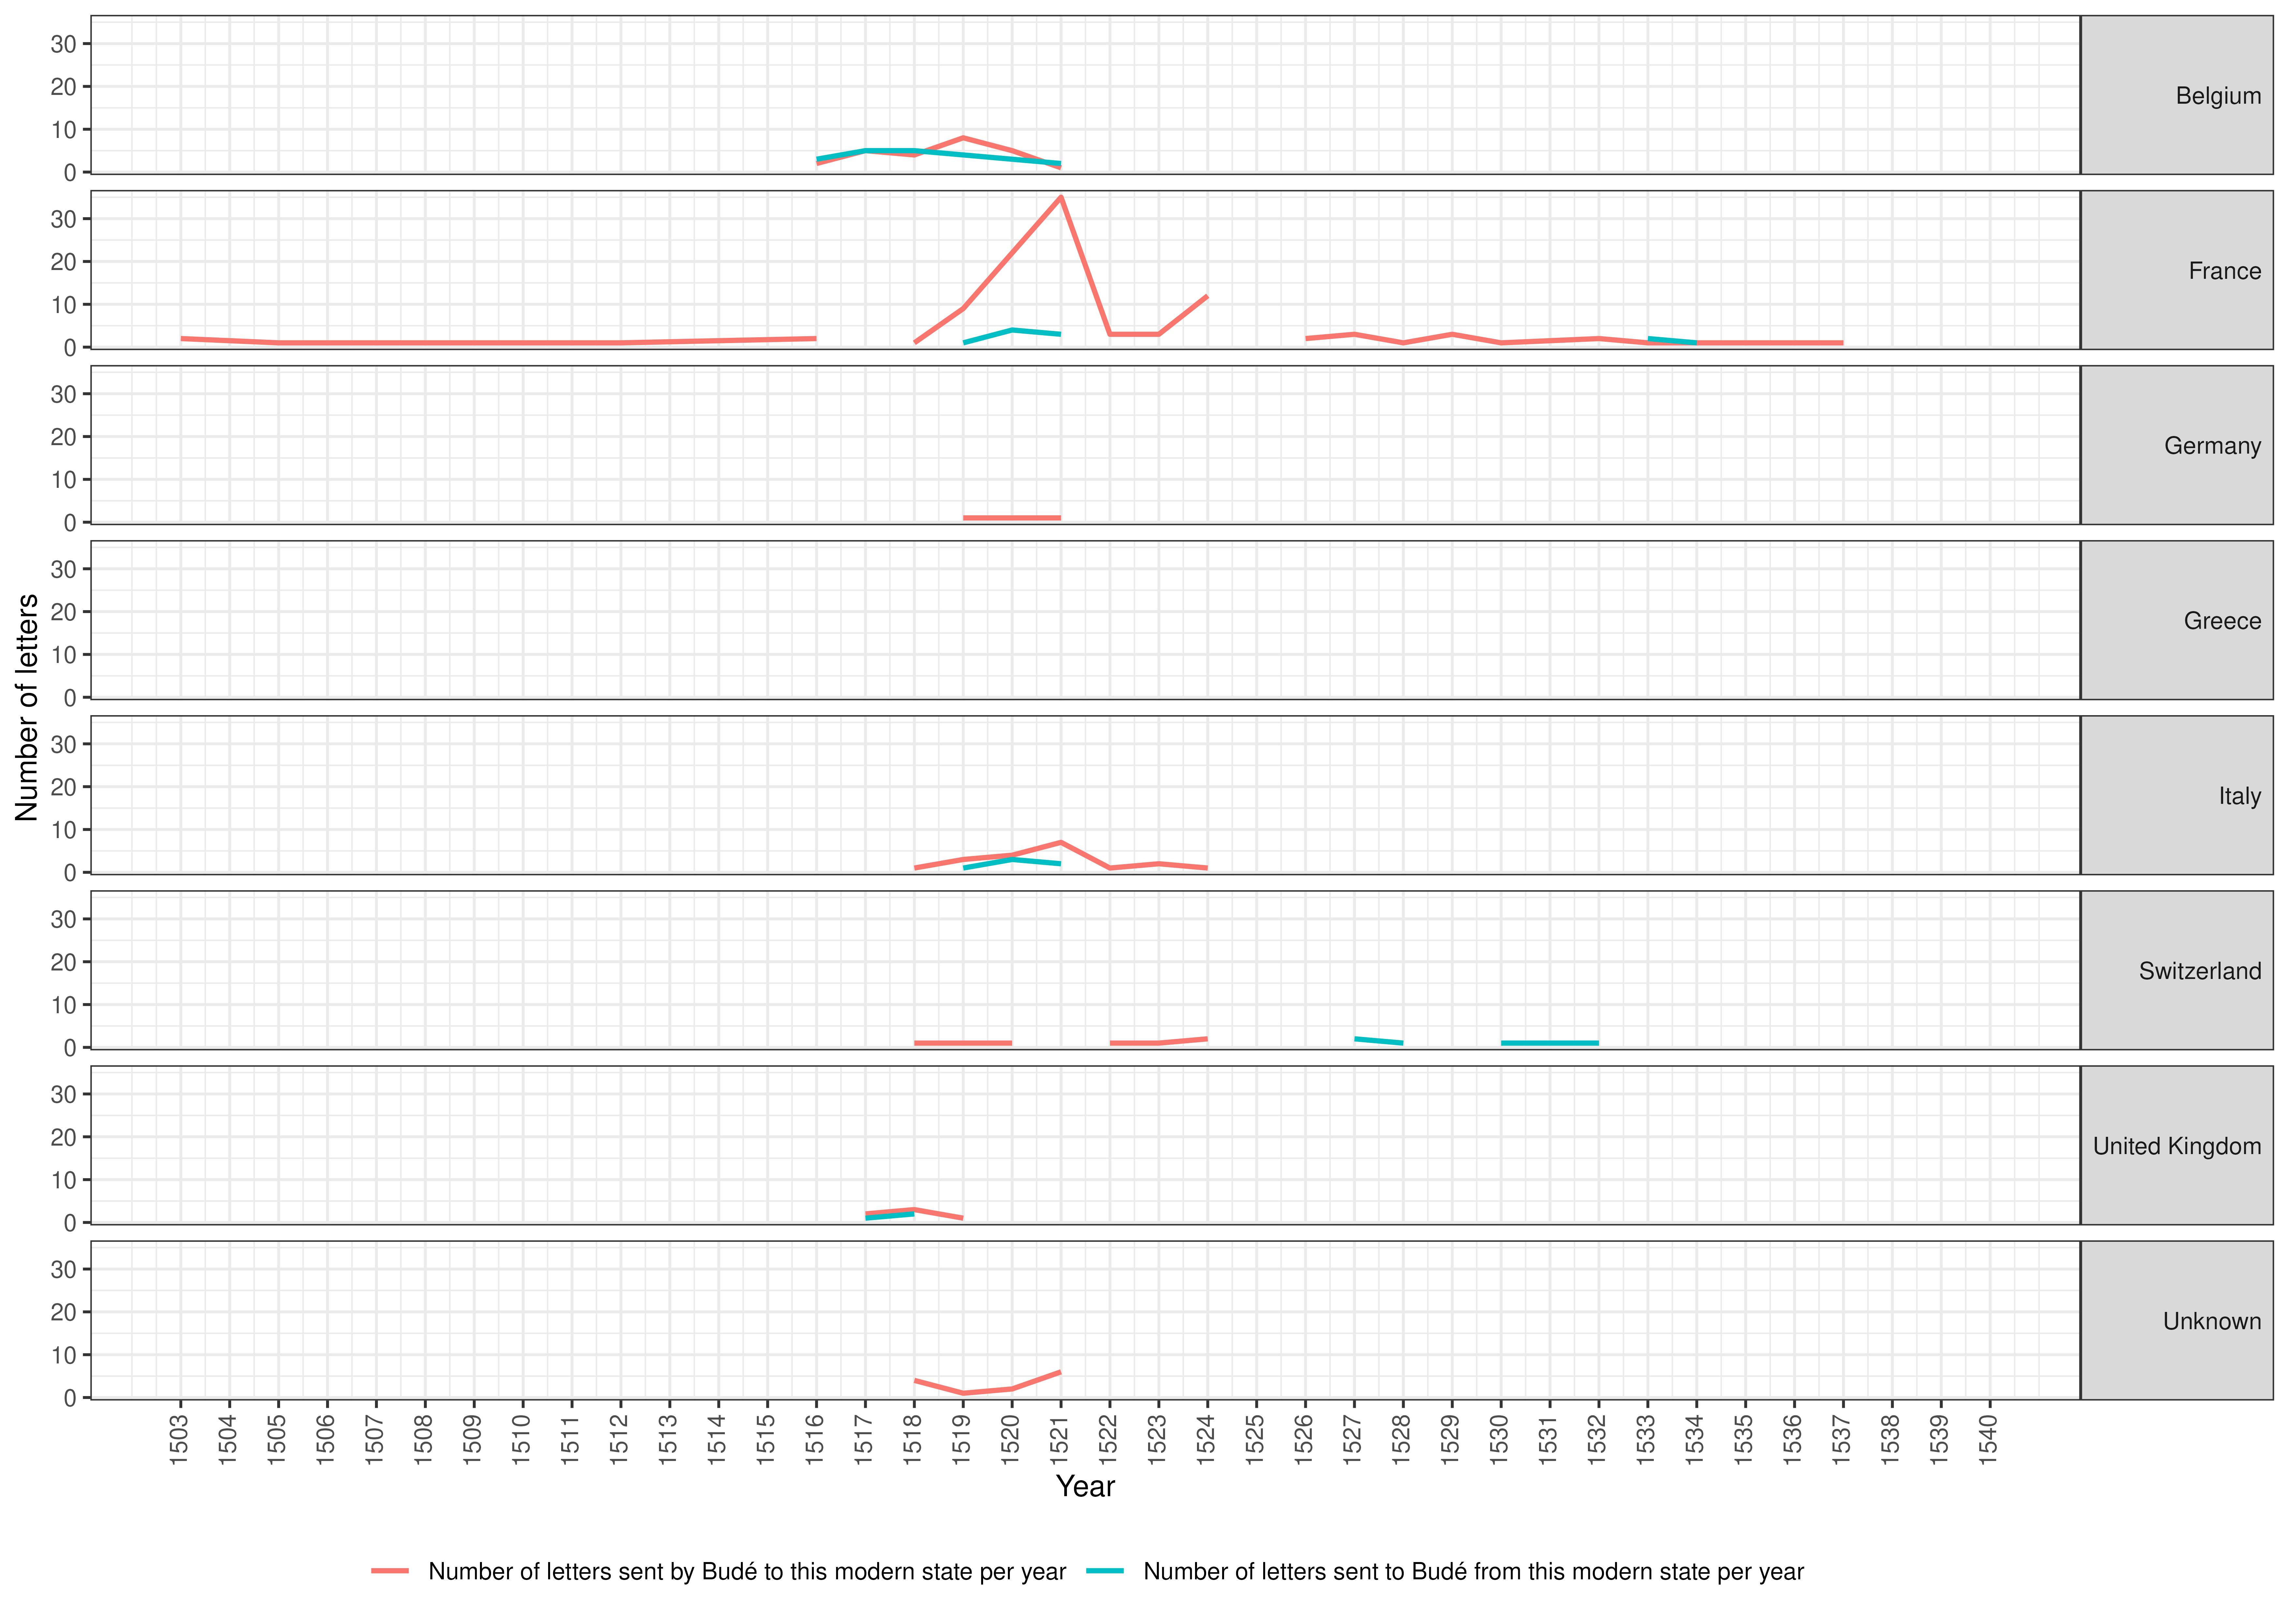 Number of letters
30
20
10
0
Belgium
30
20
10
0
France
30
20
10
0
Germany
30
20
10
0
Greece
30
20
10
0
Italy
30
20
10
0
Switzerland
30
20
10
0
United Kingdom
30
20
10
0
Unknown
1503 1504 1505 1506 1507 1508 1509 1510 1511 1512 1513 1514 1515 1516 1517 1518 1519 1520 1521 1522 1523 1524 1525 1526 1527 1528 1529 1530 1531 1532 1533 1534 1535 1536 1537 1538 1539 1540
Year
Number of letters sent by Budé to this modern state per year Number of letters sent to Budé from this modern state per year